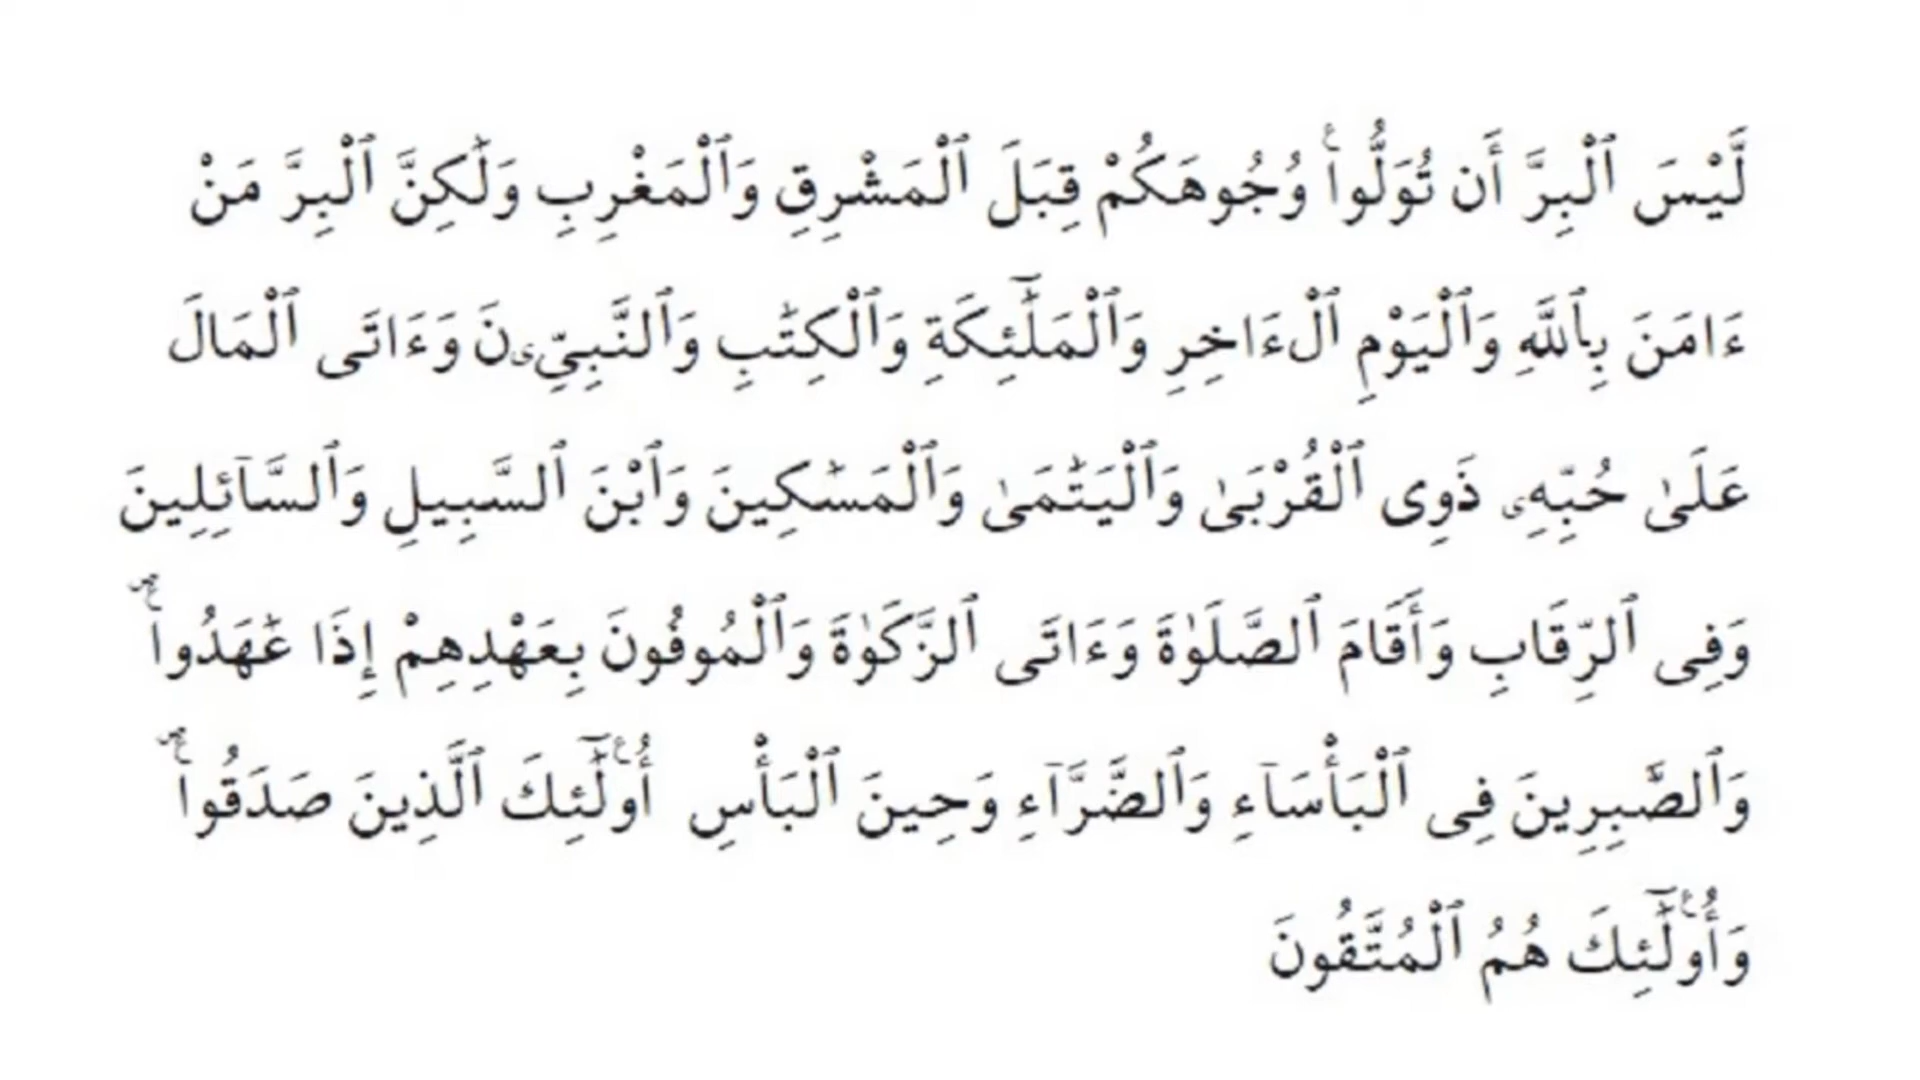 لَّيْسَ ٱلْبِرَّ أَن تُوَلُّوا۟ وُجُوهَكُمْ قِبَلَ ٱلْمَشْرِقِ وَٱلْمَغْرِبِ وَلَٰكِنَّ ٱلْبِرَّ مَنْ
ءَامَنَ بِٱللَّهِ وَٱلْيَوْمِ ٱلْءَاخِرِ وَٱلْمَلَٰٓئِكَةِ وَٱلْكِتَٰبِ وَٱلنَّبِيِّۦنَ وَءَاتَى ٱلْمَالَ
عَلَىٰ حُبِّهِۦ ذَوِى ٱلْقُرْبَىٰ وَٱلْيَتَٰمَىٰ وَٱلْمَسَٰكِينَ وَٱبْنَ ٱلسَّبِيلِ وَٱلسَّآئِلِينَ
وَفِى ٱلرِّقَابِ وَأَقَامَ ٱلصَّلَوٰةَ وَءَاتَى ٱلزَّكَوٰةَ وَٱلْمُوفُونَ بِعَهْدِهِمْ إِذَا عَٰهَدُوا۟ ۖ
وَٱلصَّٰبِرِينَ فِى ٱلْبَأْسَآءِ وَٱلضَّرَّآءِ وَحِينَ ٱلْبَأْسِ أُو۟لَٰٓئِكَ ٱلَّذِينَ صَدَقُوا۟ ۖ
وَأُو۟لَٰٓئِكَ هُمُ ٱلْمُتَّقُونَ